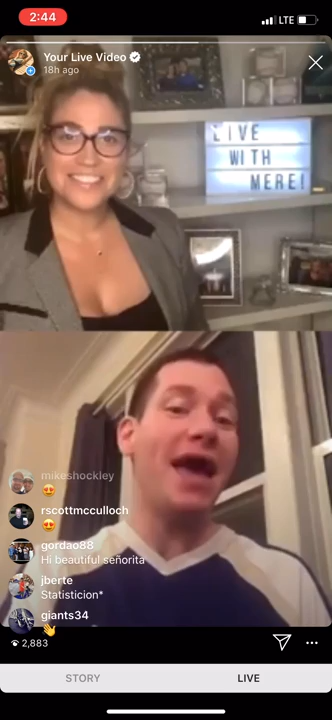 2:44
LTE
Your Live Video
18h ago
LIVE
WITH
MERE!
mikeshockley
😍
rscottmcculloch
😍
gordao88
Hi beautiful señorita
jberte
Statisticion*
giants34
👋
2,883
STORY
LIVE